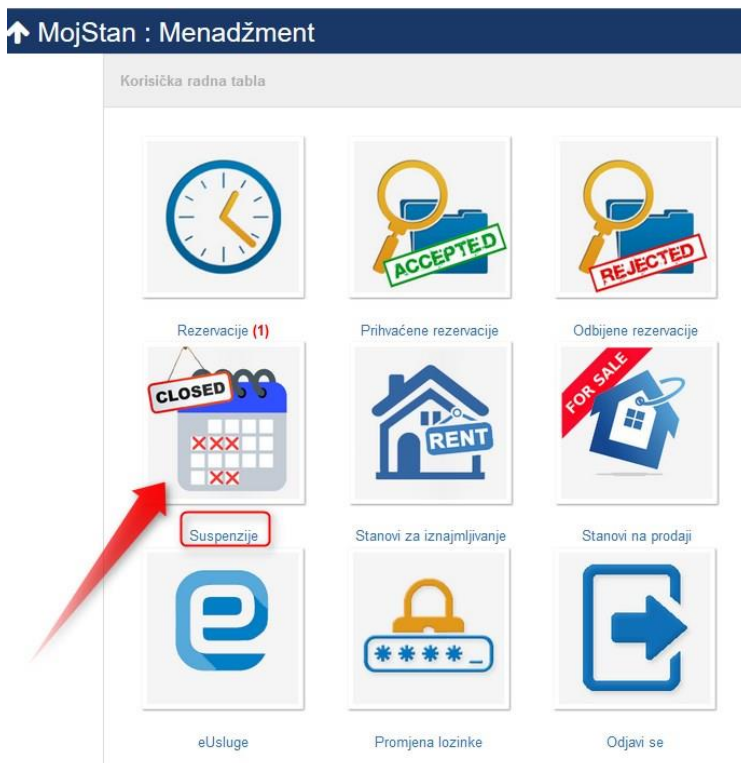 MojStan : Menadžment
Korisička radna tabla
ACCEPTED
REJECTED
Rezervacije (1)
Prihvaćene rezervacije
Odbijene rezervacije
CLOSED
RENT
FOR SALE
Suspenzije
Stanovi za iznajmljivanje
Stanovi na prodaji
e
****_
eUsluge
Promjena lozinke
Odjavi se